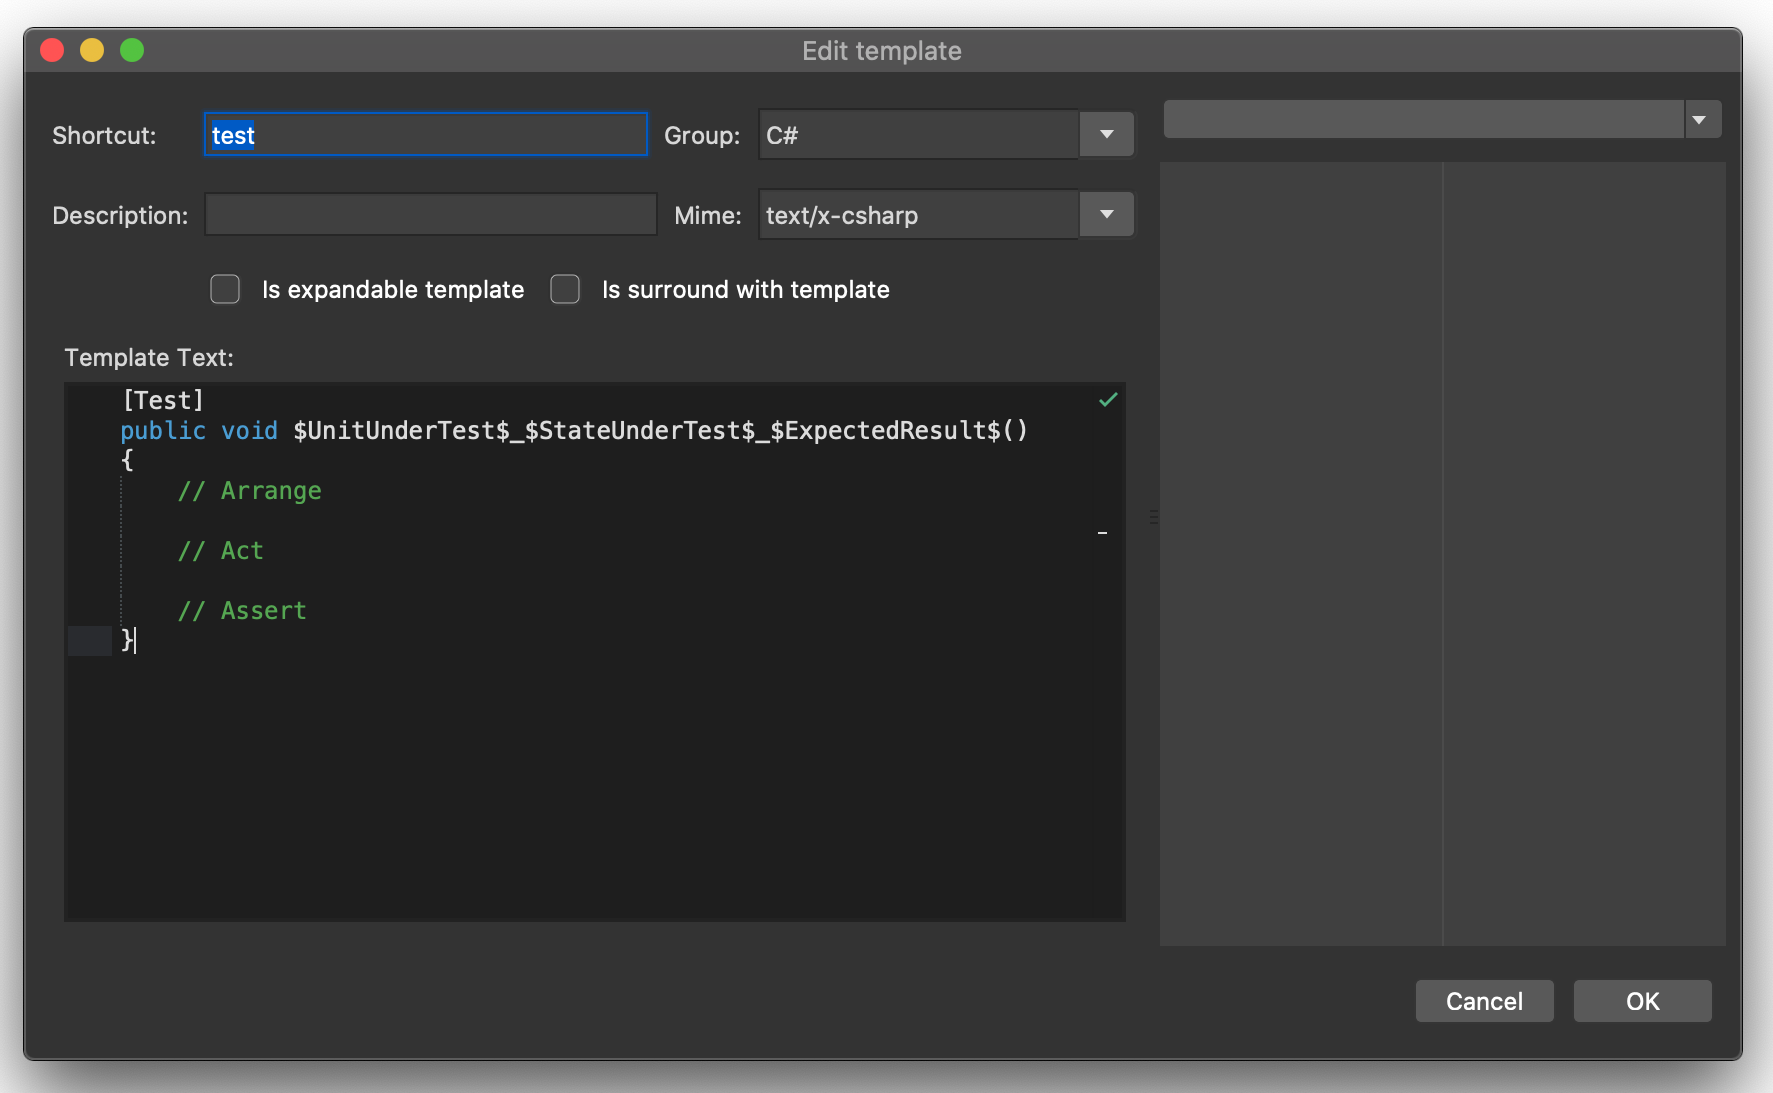 Edit template
Shortcut: test Group: C#
Description: Mime: text/x-csharp
Is expandable template Is surround with template
Template Text:
[Test]
public void $UnitUnderTest$_$StateUnderTest$_$ExpectedResult$()
{
// Arrange
// Act
// Assert
}
Cancel OK